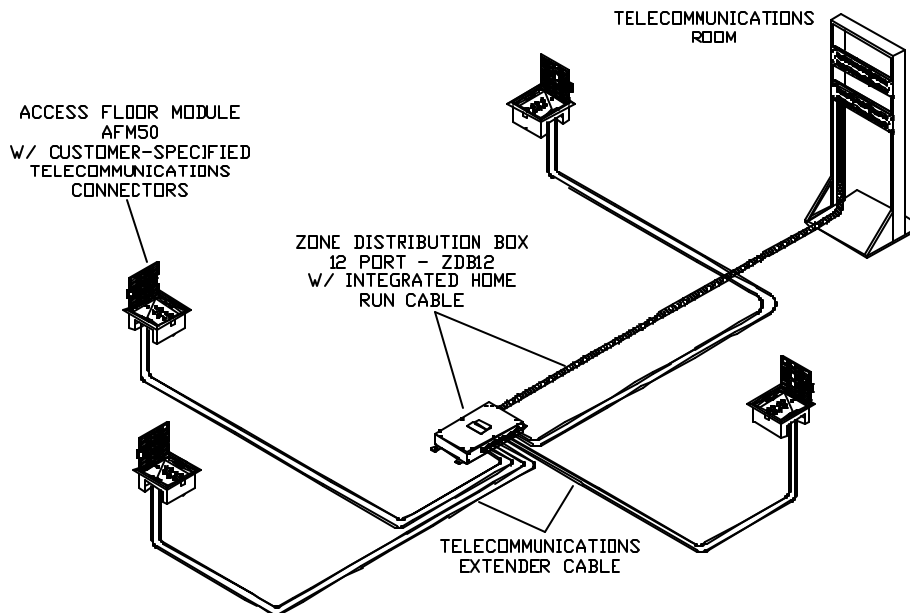 TELECOMMUNICATIONS
ROOM
ACCESS FLOOR MODULE
AFM50
W/ CUSTOMER-SPECIFIED
TELECOMMUNICATIONS
CONNECTORS
ZONE DISTRIBUTION BOX
12 PORT - ZDB12
W/ INTEGRATED HOME
RUN CABLE
TELECOMMUNICATIONS
EXTENDER CABLE